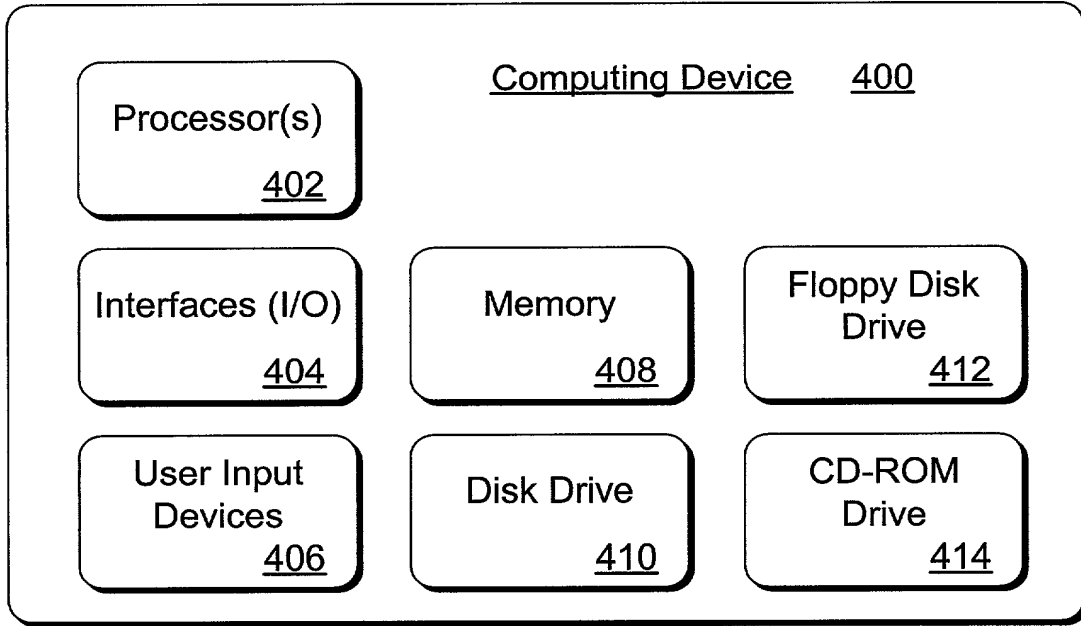 Computing Device 400
Processor(s)
402
Interfaces (I/O)
404
Memory
408
Floppy Disk
Drive
412
User Input
Devices
406
Disk Drive
410
CD-ROM
Drive
414